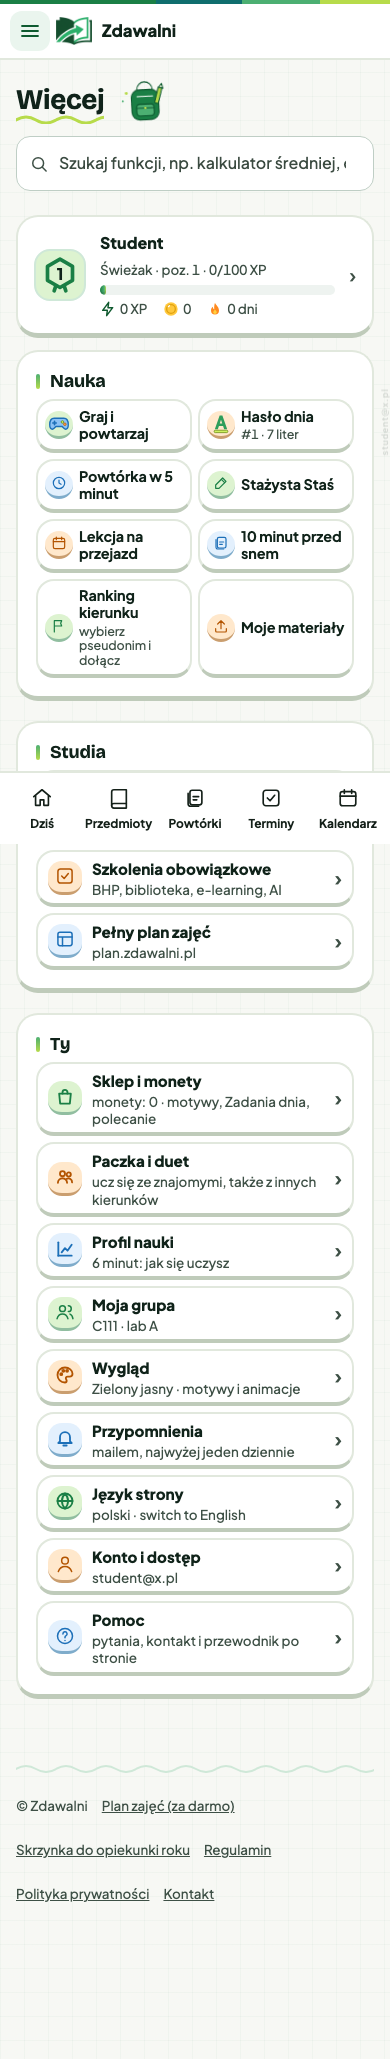 Zdawalni
Więcej
Szukaj funkcji, np. kalkulator średniej,
Student
1
Świeżak · poz. 1 · 0/100 XP
0 XP 0 0 dni
student@x.pl
Nauka
Graj i
powtarzaj
A
Hasło dnia
#1 · 7 liter
Powtórka w 5
minut
Stażysta Staś
Lekcja na
przejazd
10 minut przed
snem
Ranking
kierunku
wybierz
pseudonim i
dołącz
Moje materiały
Studia
Dziś
Przedmioty
Powtórki
Terminy
Kalendarz
Szkolenia obowiązkowe
BHP, biblioteka, e-learning, AI
Pełny plan zajęć
plan.zdawalni.pl
Ty
Sklep i monety
monety: 0 · motywy, Zadania dnia,
polecanie
Paczka i duet
ucz się ze znajomymi, także z innych
kierunków
Profil nauki
6 minut: jak się uczysz
Moja grupa
C111 · lab A
Wygląd
Zielony jasny · motywy i animacje
Przypomnienia
mailem, najwyżej jeden dziennie
Język strony
polski · switch to English
Konto i dostęp
student@x.pl
Pomoc
pytania, kontakt i przewodnik po
stronie
© Zdawalni Plan zajęć (za darmo)
Skrzynka do opiekunki roku Regulamin
Polityka prywatności Kontakt